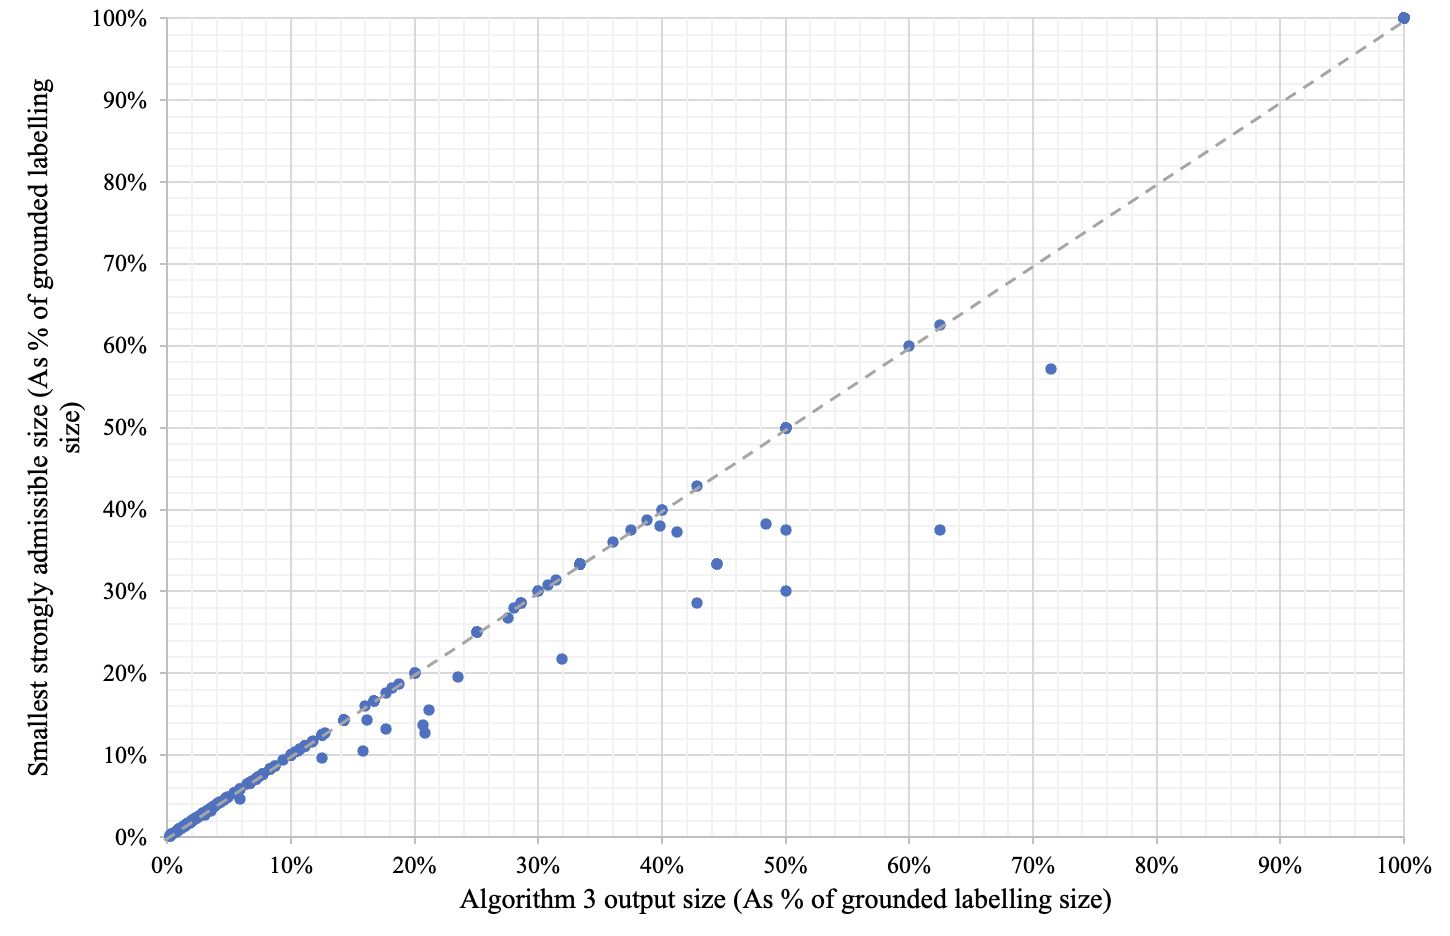 100%
90%
80%
70%
60%
50%
40%
30%
20%
10%
0%
Smallest strongly admissible size (As % of grounded labelling
size)
0% 10% 20% 30% 40% 50% 60% 70% 80% 90% 100%
Algorithm 3 output size (As % of grounded labelling size)